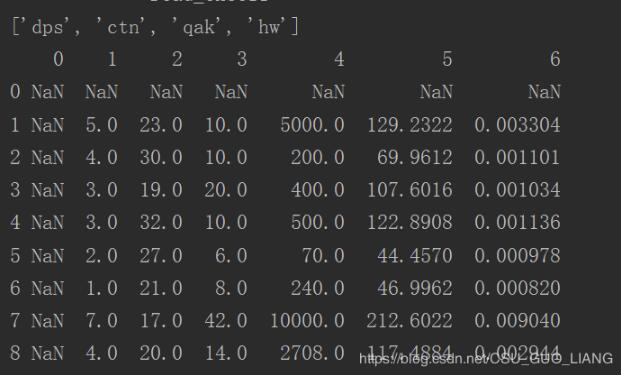 ['dps', 'ctn', 'qak', 'hw']
0 1 2 3 4 5 6
0 NaN NaN NaN NaN NaN NaN NaN
1 NaN 5.0 23.0 10.0 5000.0 129.2322 0.003304
2 NaN 4.0 30.0 10.0 200.0 69.9612 0.001101
3 NaN 3.0 19.0 20.0 400.0 107.6016 0.001034
4 NaN 3.0 32.0 10.0 500.0 122.8908 0.001136
5 NaN 2.0 27.0 6.0 70.0 44.4570 0.000978
6 NaN 1.0 21.0 8.0 240.0 46.9962 0.000820
7 NaN 7.0 17.0 42.0 10000.0 212.6022 0.009040
8 NaN 4.0 20.0 14.0 2708.0 117.4884 0.002944
https://blog.csdn.net/CSU_GUO_LIANG